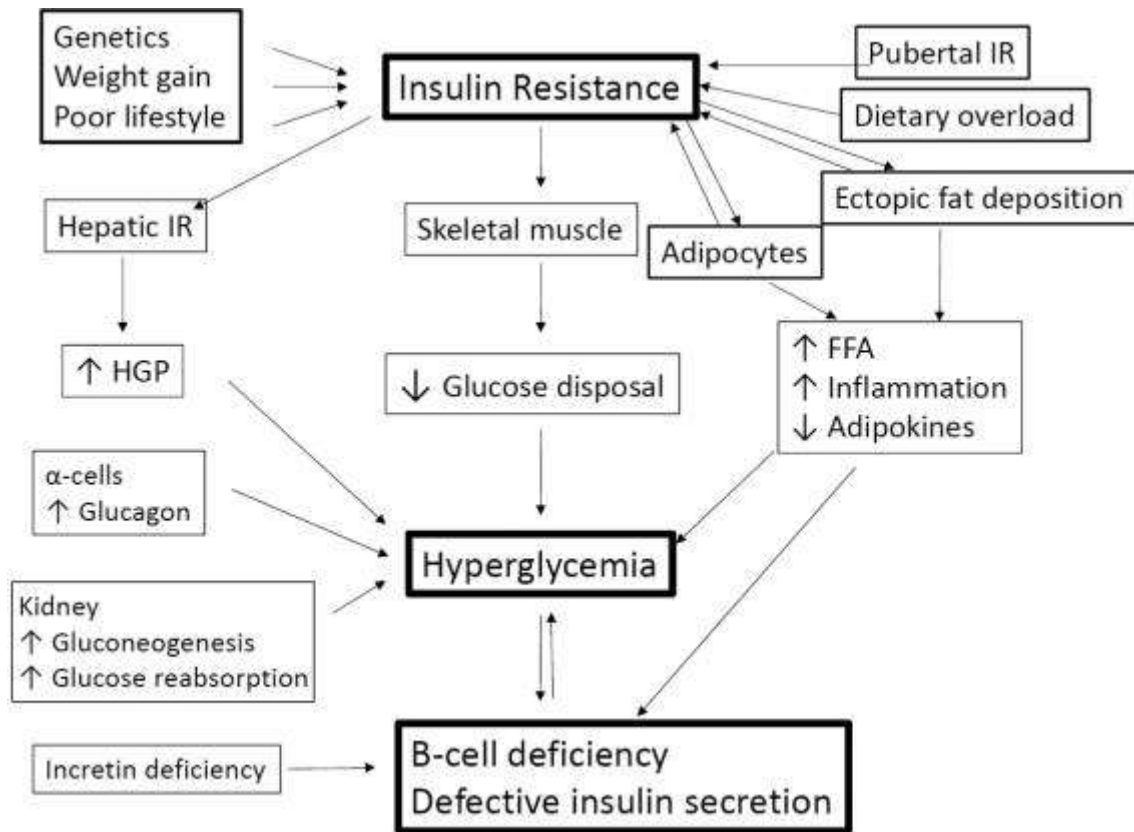 Genetics
Weight gain
Poor lifestyle
Insulin Resistance
Pubertal IR
Dietary overload
Ectopic fat deposition
Hepatic IR
Skeletal muscle
Adipocytes
↑ HGP
↓ Glucose disposal
↑ FFA
↑ Inflammation
↓ Adipokines
α-cells
↑ Glucagon
Hyperglycemia
Kidney
↑ Gluconeogenesis
↑ Glucose reabsorption
Incretin deficiency
B-cell deficiency
Defective insulin secretion